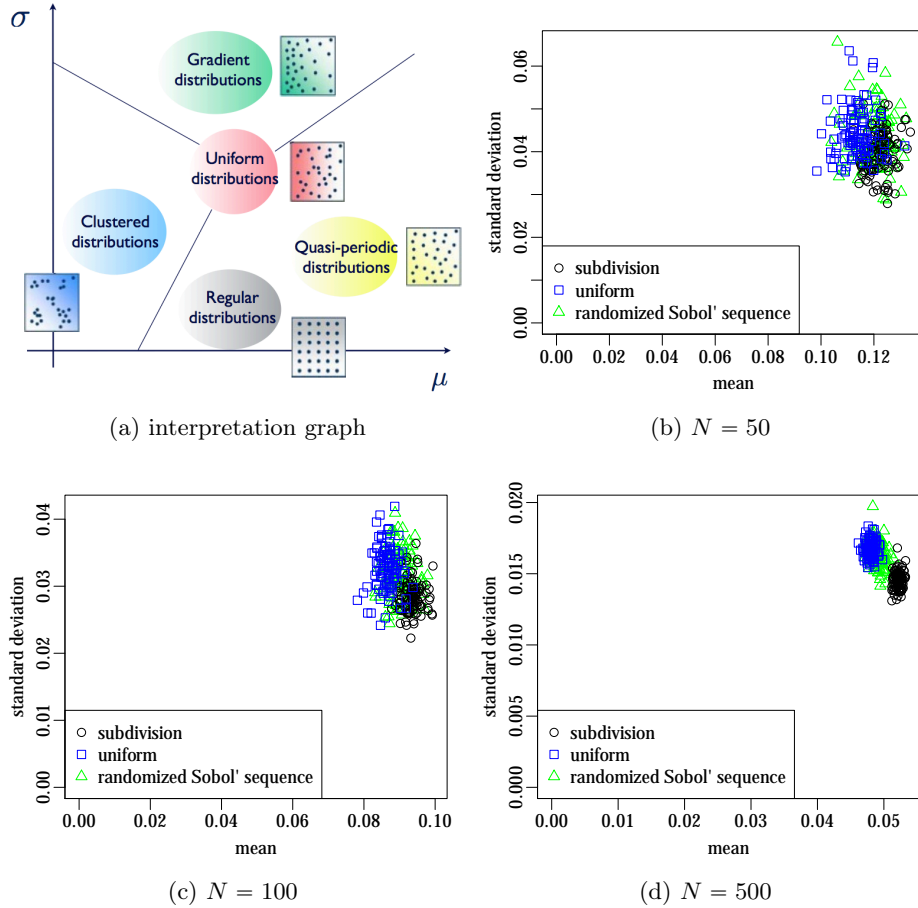 σ
Gradient
distributions
Uniform
distributions
Clustered
distributions
Quasi-periodic
distributions
Regular
distributions
μ
(a) interpretation graph
standard deviation
0.06
0.04
0.02
0.00
subdivision
uniform
randomized Sobol' sequence
0.00 0.02 0.04 0.06 0.08 0.10 0.12
mean
(b) N = 50
standard deviation
0.04
0.03
0.02
0.01
0.00
subdivision
uniform
randomized Sobol' sequence
0.00 0.02 0.04 0.06 0.08 0.10
mean
(c) N = 100
standard deviation
0.020
0.015
0.010
0.005
0.000
subdivision
uniform
randomized Sobol' sequence
0.00 0.01 0.02 0.03 0.04 0.05
mean
(d) N = 500